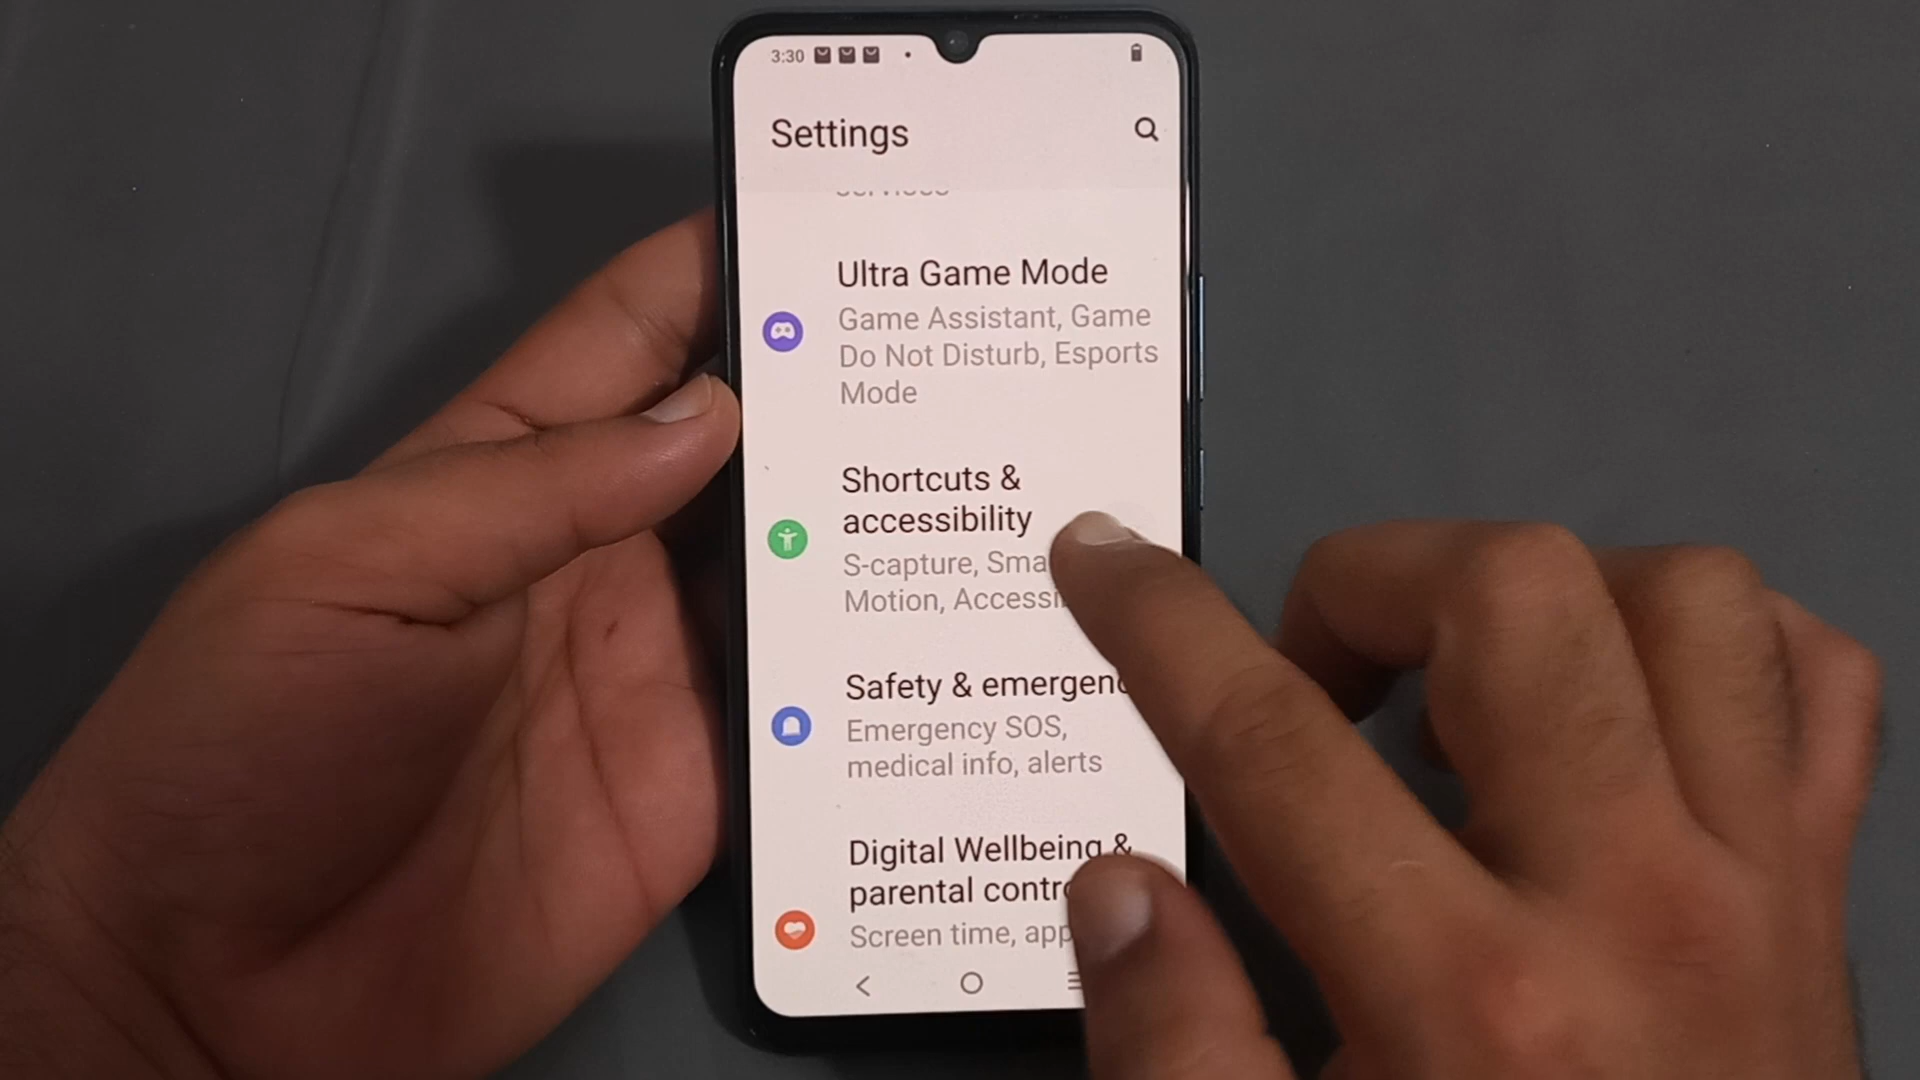 3:30
Settings
Ultra Game Mode
Game Assistant, Game
Do Not Disturb, Esports
Mode
Shortcuts &
accessibility
S-capture, Sma
Motion, Accessi
Safety & emergenc
Emergency SOS,
medical info, alerts
Digital Wellbeing &
parental contro
Screen time, app